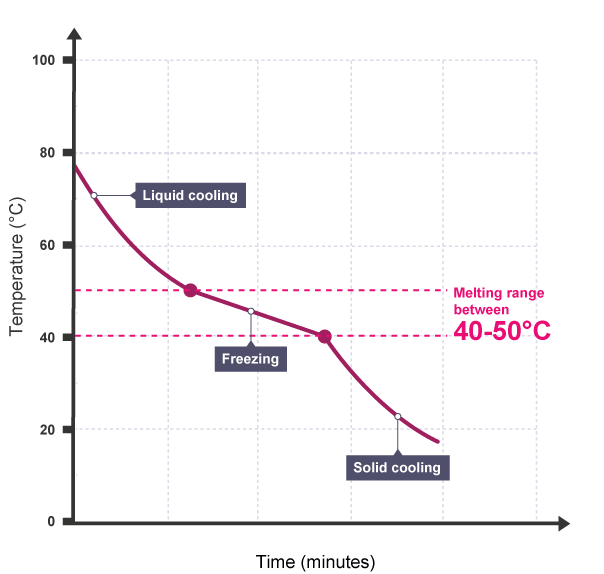 100
80
60
40
20
0
Temperature (°C)
Time (minutes)
Liquid cooling
Freezing
Solid cooling
Melting range
between
40-50°C